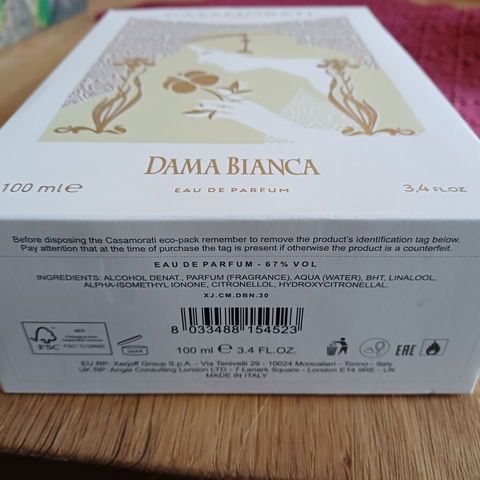 CASAMORATI
DAMA BIANCA
100 ml e
EAU DE PARFUM
3,4 FL.OZ
Before disposing the Casamorati eco-pack remember to remove the product's identification tag below.
Pay attention that at the time of purchase the tag is present if otherwise the product is a counterfeit.
EAU DE PARFUM - 67% VOL
INGREDIENTS: ALCOHOL DENAT., PARFUM (FRAGRANCE), AQUA (WATER), BHT, LINALOOL,
ALPHA-ISOMETHYL IONONE, CITRONELLOL, HYDROXYCITRONELLAL.
XJ.CM.DBN.30
8 033488 154523
MIX
FSC
36M
100 ml e 3.4 FL.OZ.
EAC
EU RP: Xerjoff Group S.p.A. - Via Tenivelli 29 - 10024 Moncalieri - Torino - Italy
UK RP: Angel Consulting London LTD - 7 Lanark Square - London E14 9RE - UK
MADE IN ITALY